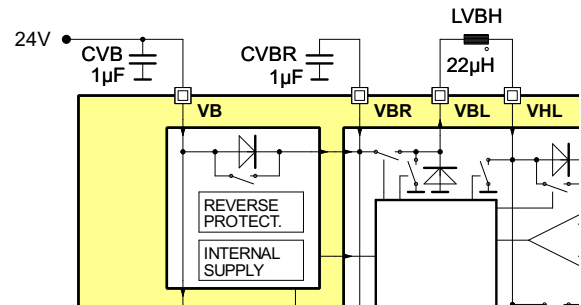 LVBH
24V
CVB
1µF
CVBR
1µF
22µH
VB
VBR
VBL
VHL
REVERSE
PROTECT.
INTERNAL
SUPPLY